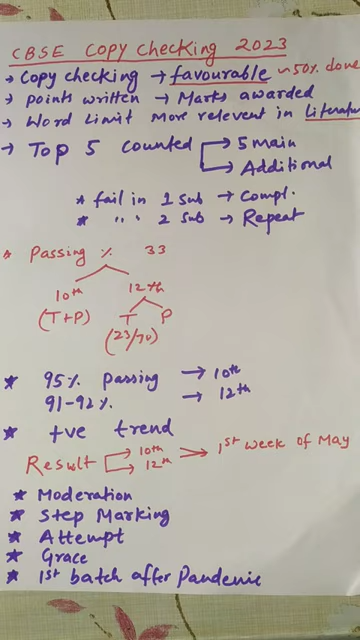 CBSE Copy Checking 2023
→ Copy checking → favourable ~50% done
→ points written → Marks awarded
→ Word Limit More relevent in Literatur
→ Top 5 counted → 5 main
→ Additional
* fail in 1 Sub → Compl.
* " " 2 Sub → Repeat
* Passing % 33
10th 12th
(T+P) T P
(23/70)
* 95% passing → 10th
91-92% → 12th
* +ve trend
Result → 10th → 12th → 1st week of May
* Moderation
* Step Marking
* Attempt
* Grace
* 1st batch after Pandemic